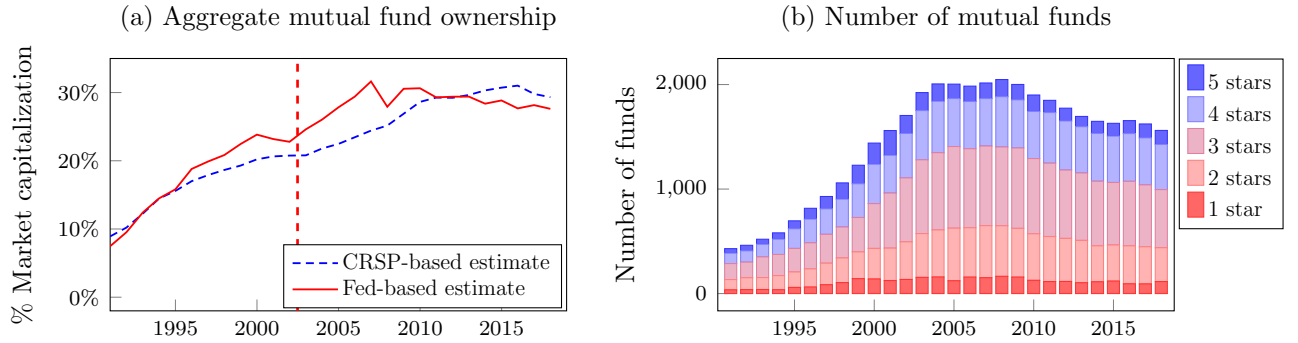 (a) Aggregate mutual fund ownership
% Market capitalization
30%
20%
10%
0%
CRSP-based estimate
Fed-based estimate
1995 2000 2005 2010 2015
(b) Number of mutual funds
Number of funds
2,000
1,000
0
1995 2000 2005 2010 2015
5 stars
4 stars
3 stars
2 stars
1 star